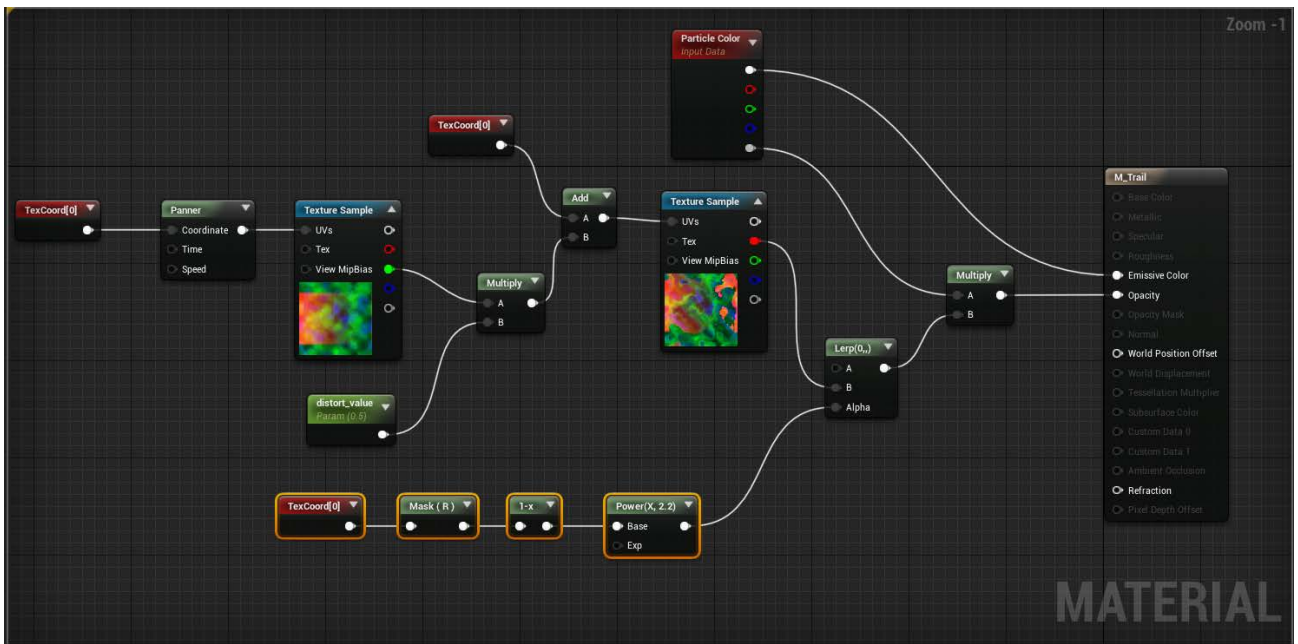 Zoom -1
Particle Color
Input Data
TexCoord[0]
TexCoord[0]
Panner
Coordinate
Time
Speed
Texture Sample
UVs
Tex
View MipBias
Add
A
B
Multiply
A
B
distort_value
Param (0.5)
Texture Sample
UVs
Tex
View MipBias
Lerp(0,,)
A
B
Alpha
Multiply
A
B
M_Trail
Base Color
Metallic
Specular
Roughness
Emissive Color
Opacity
Opacity Mask
Normal
World Position Offset
World Displacement
Tessellation Multiplier
Subsurface Color
Custom Data 0
Custom Data 1
Ambient Occlusion
Refraction
Pixel Depth Offset
TexCoord[0]
Mask ( R )
1-x
Power(X, 2.2)
Base
Exp
MATERIAL